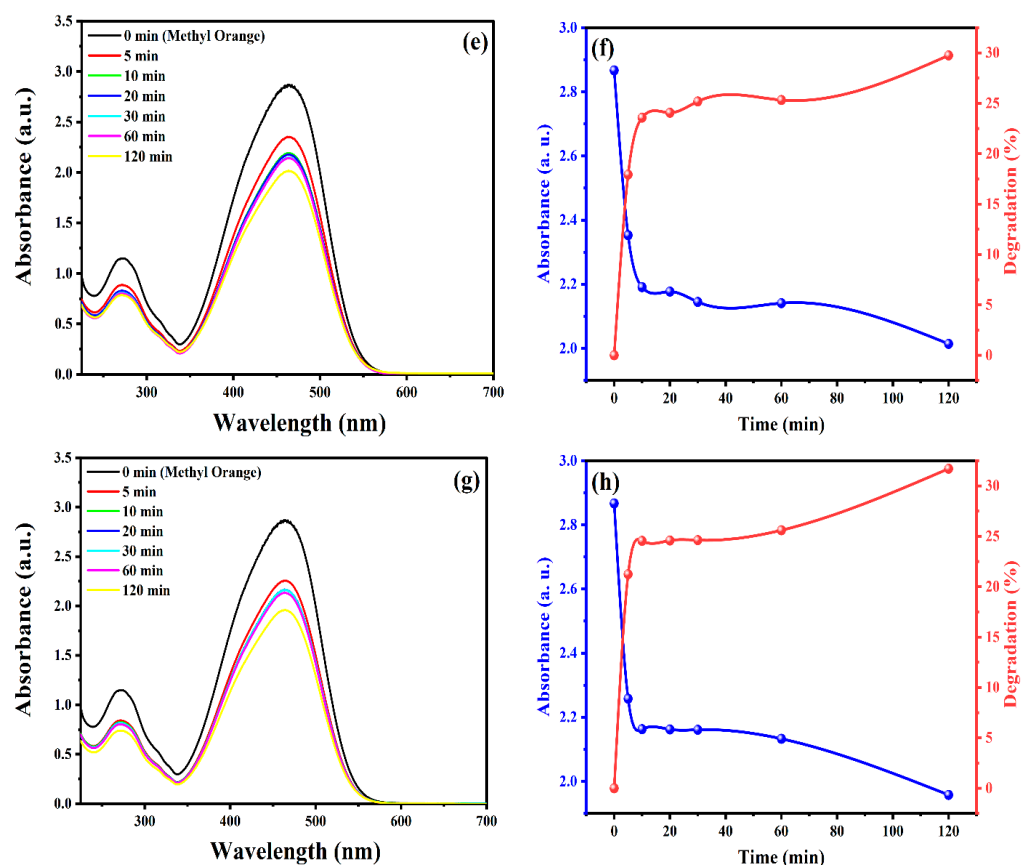 (e)
0 min (Methyl Orange)
5 min
10 min
20 min
30 min
60 min
120 min
3.5
3.0
2.5
2.0
1.5
1.0
0.5
0.0
Absorbance (a.u.)
300
400
500
600
700
Wavelength (nm)
(f)
3.0
2.8
2.6
2.4
2.2
2.0
Absorbance (a. u.)
30
25
20
15
10
5
0
Degradation (%)
0
20
40
60
80
100
120
Time (min)
(g)
0 min (Methyl Orange)
5 min
10 min
20 min
30 min
60 min
120 min
3.5
3.0
2.5
2.0
1.5
1.0
0.5
0.0
Absorbance (a.u.)
300
400
500
600
700
Wavelength (nm)
(h)
3.0
2.8
2.6
2.4
2.2
2.0
Absorbance (a. u.)
30
25
20
15
10
5
0
Degradation (%)
0
20
40
60
80
100
120
Time (min)